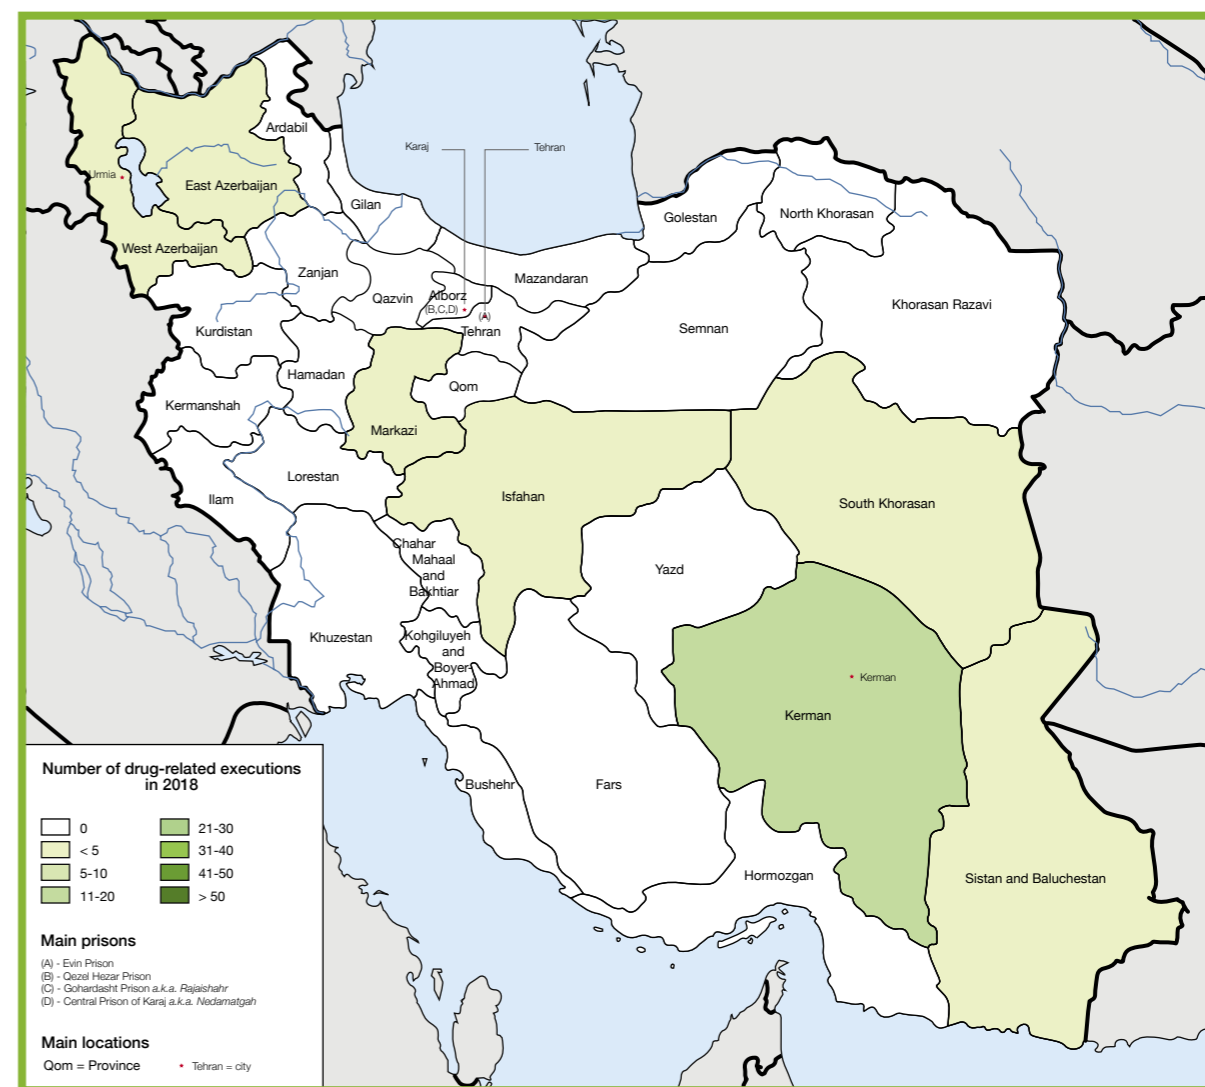 Ardabil
Karaj
Tehran
Urmia
East Azerbaijan
Gilan
Golestan
North Khorasan
West Azerbaijan
Zanjan
Mazandaran
Qazvin
Alborz
(B,C,D)
(A)
Tehran
Khorasan Razavi
Kurdistan
Semnan
Hamadan
Qom
Kermanshah
Markazi
Lorestan
Isfahan
Ilam
South Khorasan
Chahar
Mahaal
and
Bakhtiar
Yazd
Khuzestan
Kohgiluyeh
and
Boyer-
Ahmad
Kerman
Kerman
Bushehr
Fars
Hormozgan
Sistan and Baluchestan
Number of drug-related executions
in 2018
0
< 5
5-10
11-20
21-30
31-40
41-50
> 50
Main prisons
(A) - Evin Prison
(B) - Qezel Hezar Prison
(C) - Gohardasht Prison a.k.a. Rajaishahr
(D) - Central Prison of Karaj a.k.a. Nedamatgah
Main locations
Qom = Province
Tehran = city